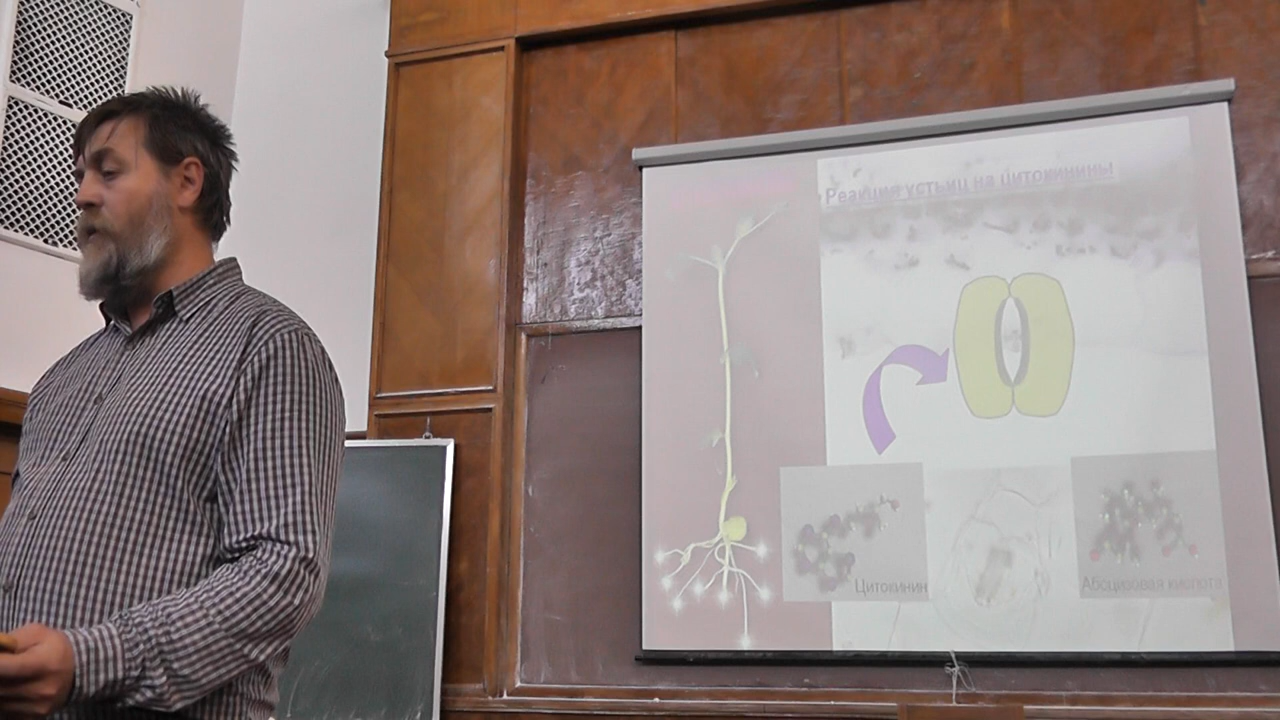 Реакция устьиц на цитокинины
Цитокинин
Абсцизовая кислота